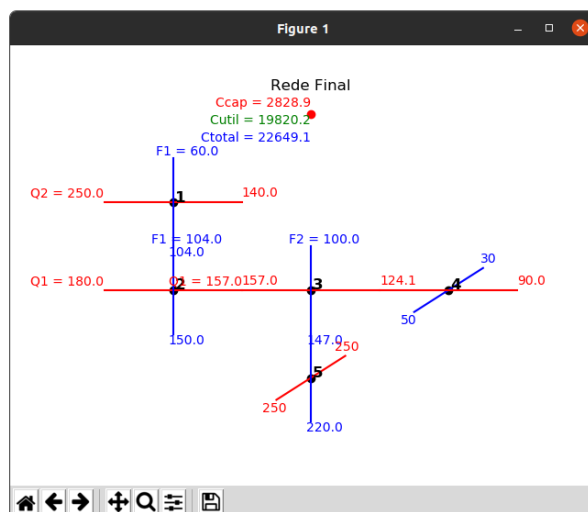 Figure 1
Rede Final
Ccap = 2828.9
Cutil = 19820.2
Ctotal = 22649.1
F1 = 60.0
Q2 = 250.0
1
140.0
F1 = 104.0
104.0
F2 = 100.0
30
Q1 = 180.0
2
Q1 = 157.0
157.0
3
124.1
4
90.0
50
150.0
147.0
250
5
250
220.0